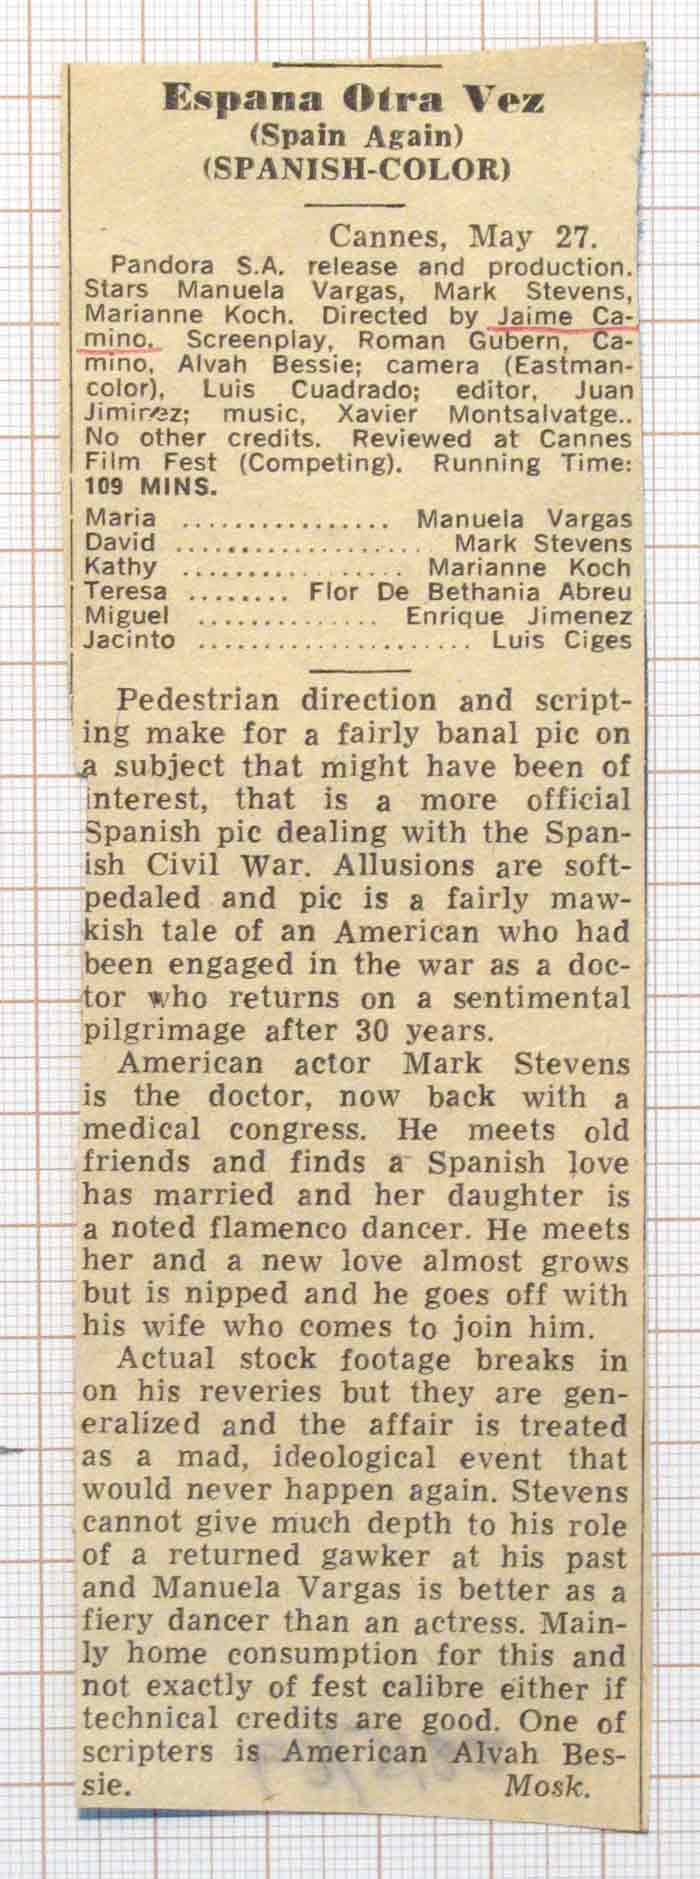 Espana Otra Vez
(Spain Again)
(SPANISH-COLOR)
Cannes, May 27.
Pandora S.A. release and production.
Stars Manuela Vargas, Mark Stevens,
Marianne Koch. Directed by Jaime Ca-
mino. Screenplay, Roman Gubern, Ca-
mino, Alvah Bessie; camera (Eastman-
color), Luis Cuadrado; editor, Juan
Jimirez; music, Xavier Montsalvatge..
No other credits. Reviewed at Cannes
Film Fest (Competing). Running Time:
109 MINS.
Maria ................ Manuela Vargas
David ................... Mark Stevens
Kathy ................. Marianne Koch
Teresa ........ Flor De Bethania Abreu
Miguel .............. Enrique Jimenez
Jacinto ..................... Luis Ciges
Pedestrian direction and script-
ing make for a fairly banal pic on
a subject that might have been of
interest, that is a more official
Spanish pic dealing with the Span-
ish Civil War. Allusions are soft-
pedaled and pic is a fairly maw-
kish tale of an American who had
been engaged in the war as a doc-
tor who returns on a sentimental
pilgrimage after 30 years.
American actor Mark Stevens
is the doctor, now back with a
medical congress. He meets old
friends and finds a Spanish love
has married and her daughter is
a noted flamenco dancer. He meets
her and a new love almost grows
but is nipped and he goes off with
his wife who comes to join him.
Actual stock footage breaks in
on his reveries but they are gen-
eralized and the affair is treated
as a mad, ideological event that
would never happen again. Stevens
cannot give much depth to his role
of a returned gawker at his past
and Manuela Vargas is better as a
fiery dancer than an actress. Main-
ly home consumption for this and
not exactly of fest calibre either if
technical credits are good. One of
scripters is American Alvah Bes-
sie. Mosk.